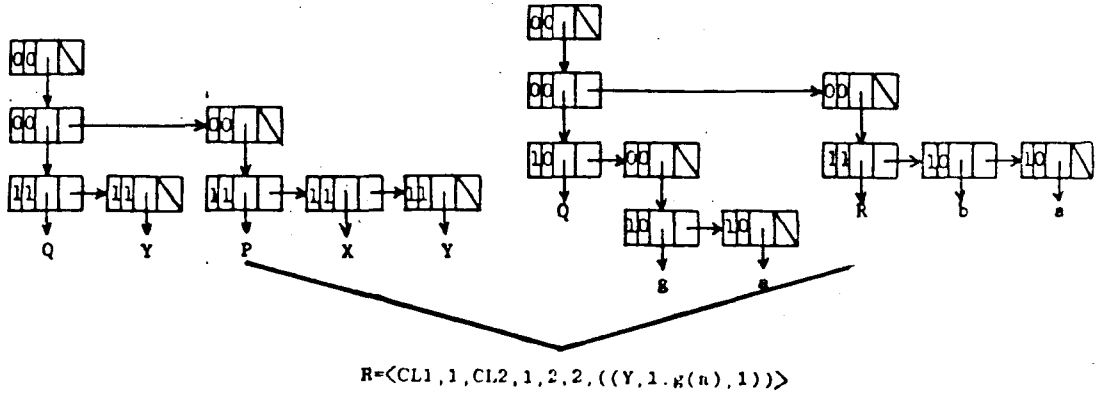 00
00 00
11 11 11 11 11
Q Y P X Y
00
00 00
10 00 11 10 10
Q R b a
10 10
g a
R=<CL1,1,CL2,1,2,2,((Y,1.g(n),1))>